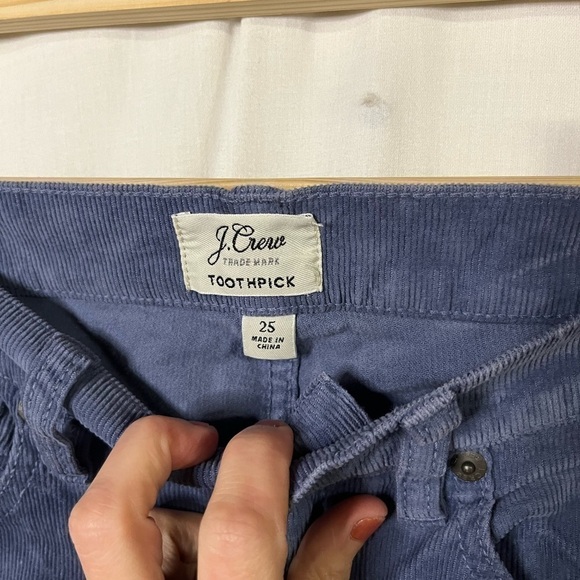 J.Crew
TRADE MARK
TOOTHPICK
25
MADE IN
CHINA